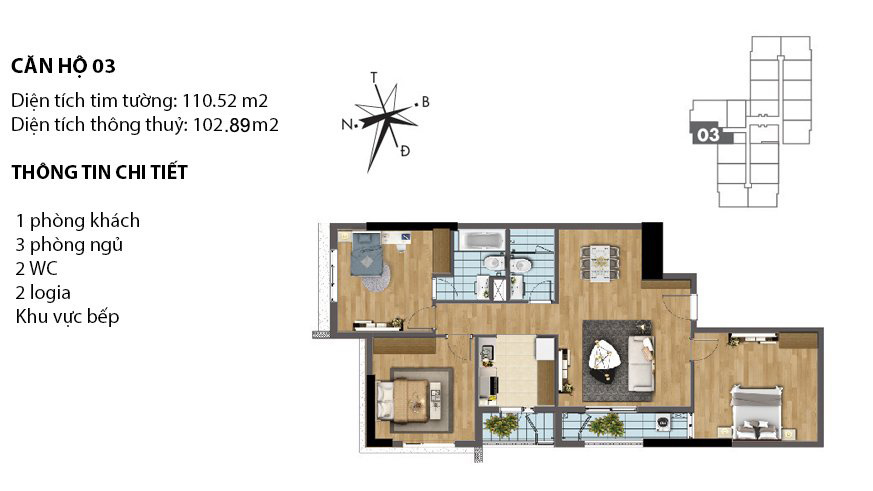 CĂN HỘ 03
Diện tích tim tường: 110.52 m2
Diện tích thông thuỷ: 102.89m2
THÔNG TIN CHI TIẾT
1 phòng khách
3 phòng ngủ
2 WC
2 logia
Khu vực bếp
T
B
N
Đ
03